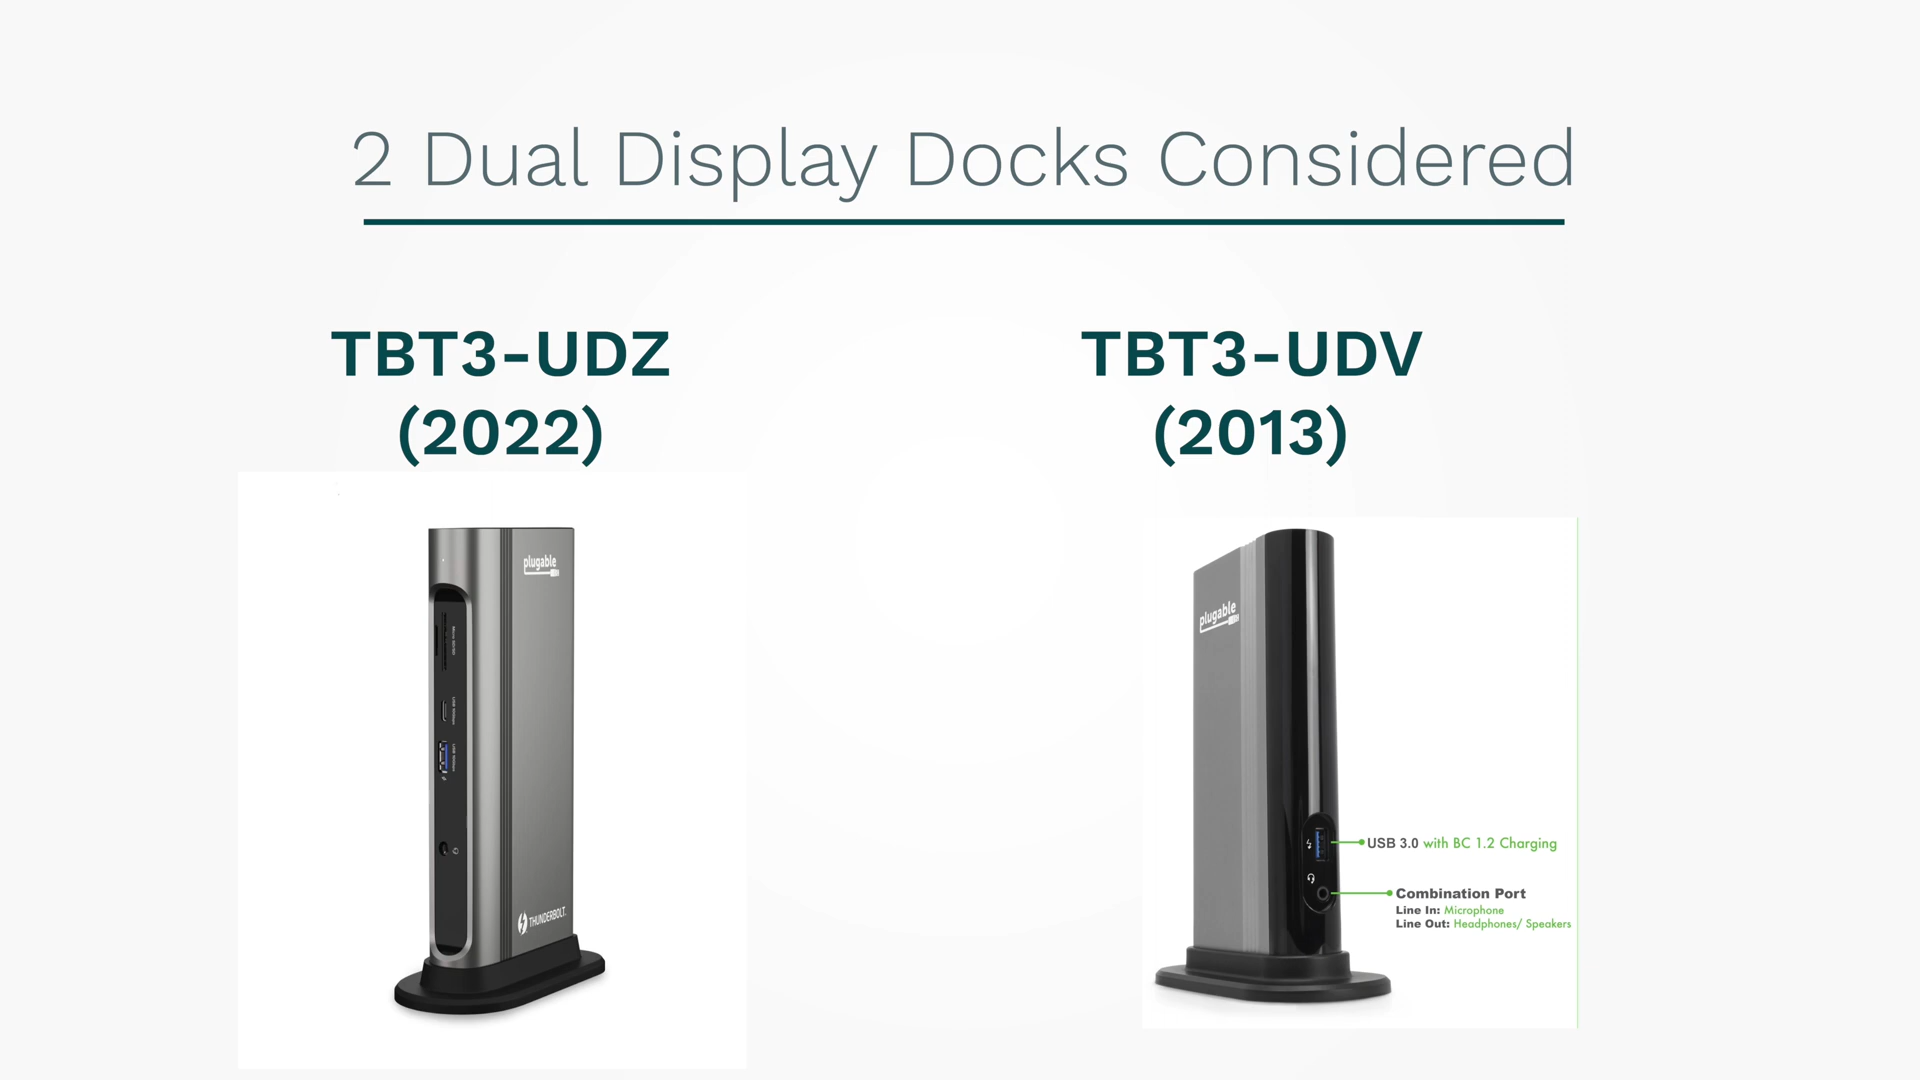 2 Dual Display Docks Considered
TBT3-UDZ
(2022)
TBT3-UDV
(2013)
plugable
THUNDERBOLT.
plugable
USB 3.0 with BC 1.2 Charging
Combination Port
Line In: Microphone
Line Out: Headphones/ Speakers